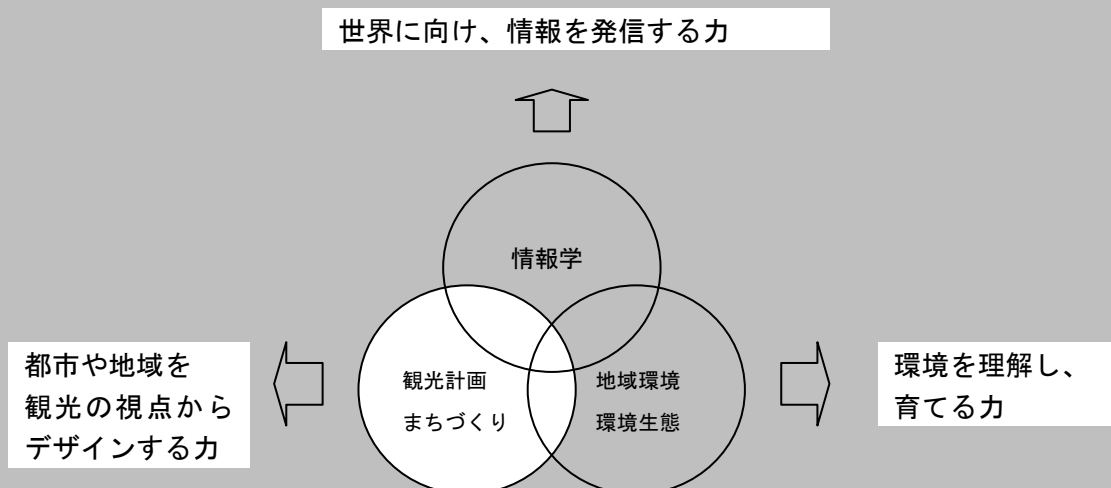 世界に向け、情報を発信する力
情報学
都市や地域を
観光の視点から
デザインする力
観光計画
まちづくり
地域環境
環境生態
環境を理解し、
育てる力